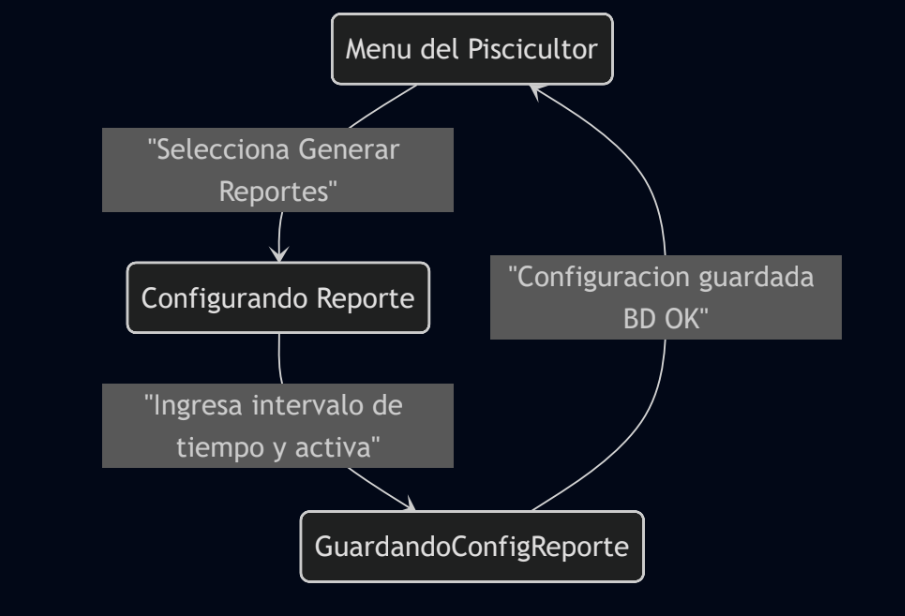 Menu del Piscicultor
"Selecciona Generar
Reportes"
"Configuracion guardada
BD OK"
Configurando Reporte
"Ingresa intervalo de
tiempo y activa"
GuardandoConfigReporte